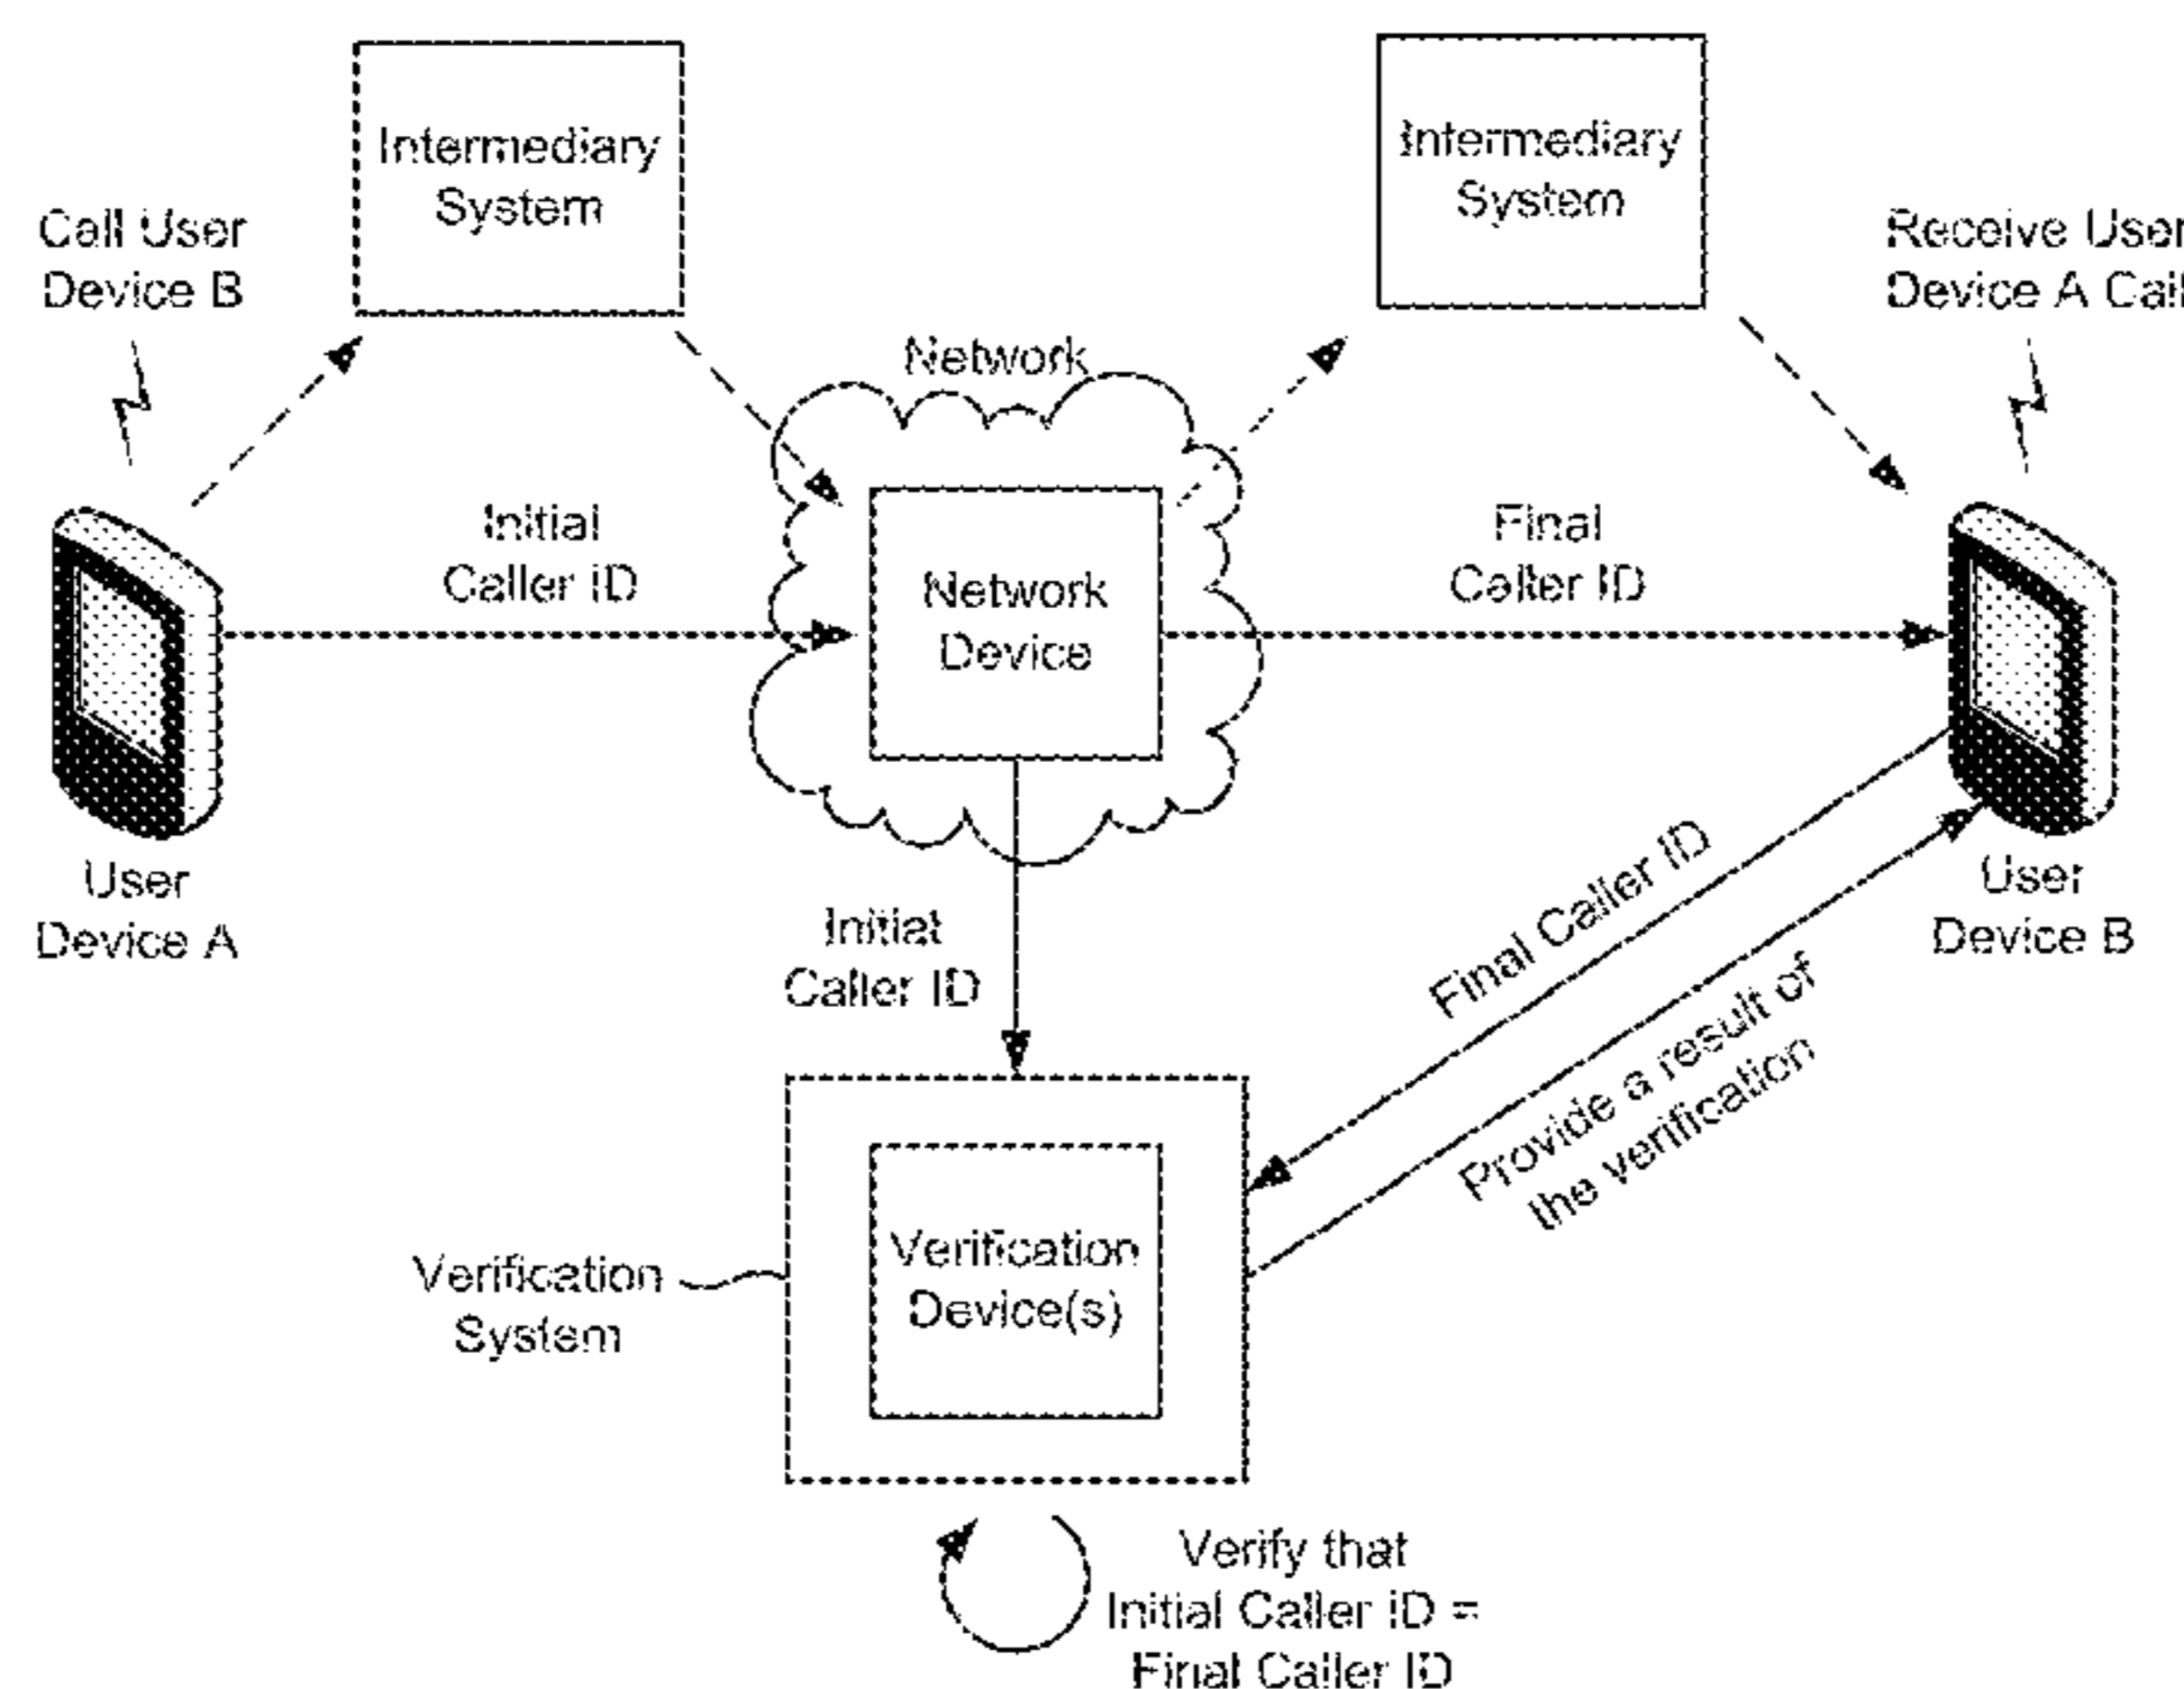 Intermediary
System
Intermediary
System
Call User
Device B
Receive User
Device A Call
Network
Initial
Caller ID
Network
Device
Final
Caller ID
User
Device A
User
Device B
Initial
Caller ID
Final Caller ID
Provide a result of
the verification
Verification
System
Verification
Device(s)
Verify that
Initial Caller ID =
Final Caller ID